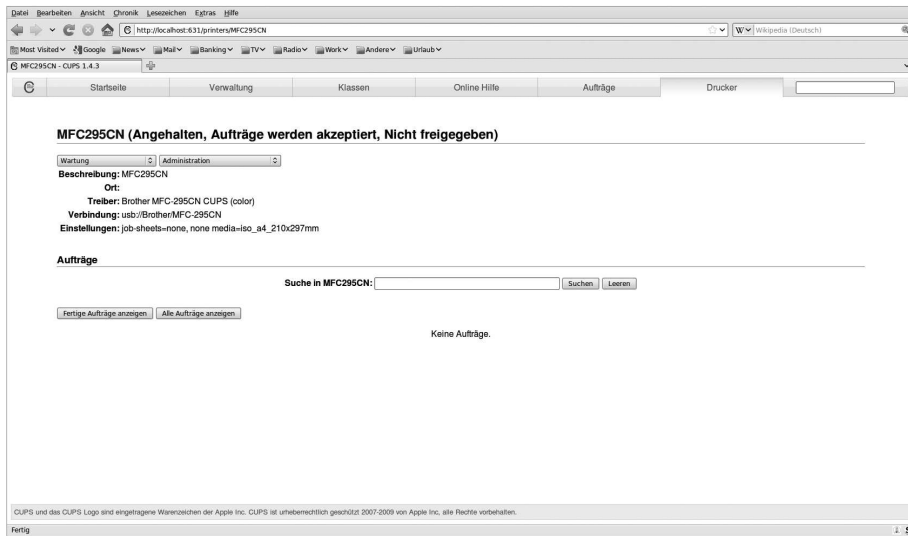 Datei Bearbeiten Ansicht Chronik Lesezeichen Extras Hilfe
http://localhost:631/printers/MFC295CN
W Wikipedia (Deutsch)
Most Visited Google News Mail Banking TV Radio Work Andere Urlaub
MFC295CN - CUPS 1.4.3
Startseite Verwaltung Klassen Online Hilfe Aufträge Drucker
MFC295CN (Angehalten, Aufträge werden akzeptiert, Nicht freigegeben)
Wartung Administration
Beschreibung: MFC295CN
Ort:
Treiber: Brother MFC-295CN CUPS (color)
Verbindung: usb://Brother/MFC-295CN
Einstellungen: job-sheets=none, none media=iso_a4_210x297mm
Aufträge
Suche in MFC295CN: Suchen Leeren
Fertige Aufträge anzeigen Alle Aufträge anzeigen
Keine Aufträge.
CUPS und das CUPS Logo sind eingetragene Warenzeichen der Apple Inc. CUPS ist urheberrechtlich geschützt 2007-2009 von Apple Inc, alle Rechte vorbehalten.
Fertig